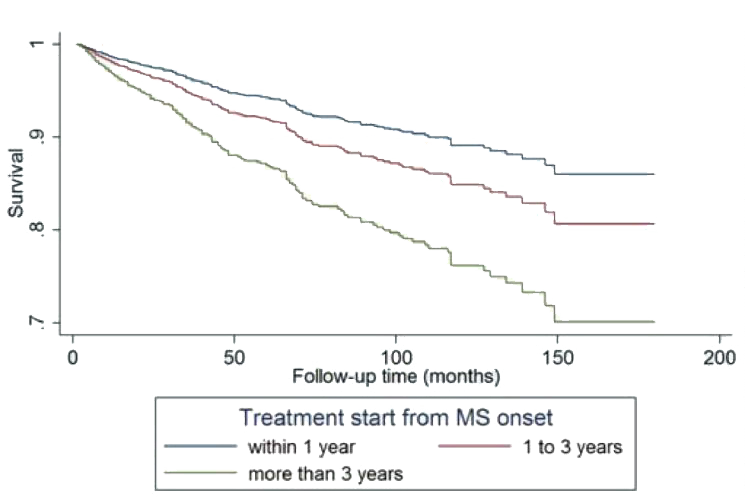 1
.9
.8
.7
Survival
0
50
100
150
200
Follow-up time (months)
Treatment start from MS onset
within 1 year
1 to 3 years
more than 3 years